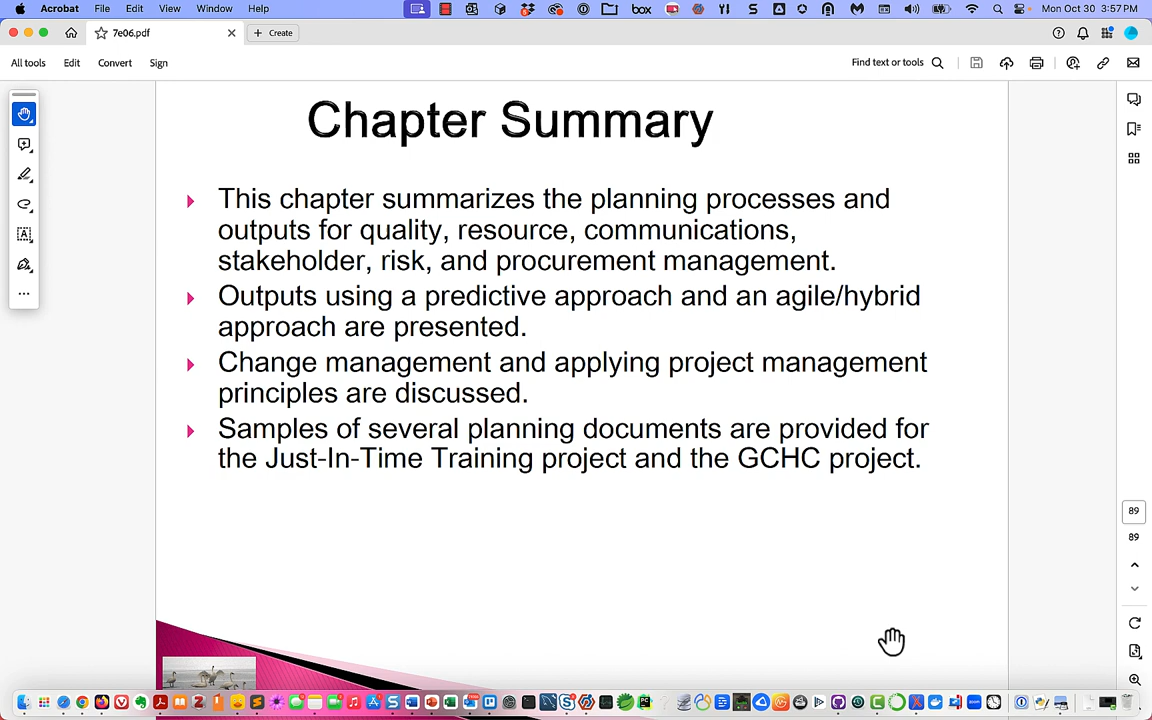 Acrobat File Edit View Window Help
box
Mon Oct 30 3:57 PM
7e06.pdf
Create
All tools Edit Convert Sign
Find text or tools
Chapter Summary
This chapter summarizes the planning processes and
outputs for quality, resource, communications,
stakeholder, risk, and procurement management.
Outputs using a predictive approach and an agile/hybrid
approach are presented.
Change management and applying project management
principles are discussed.
Samples of several planning documents are provided for
the Just-In-Time Training project and the GCHC project.
89
89